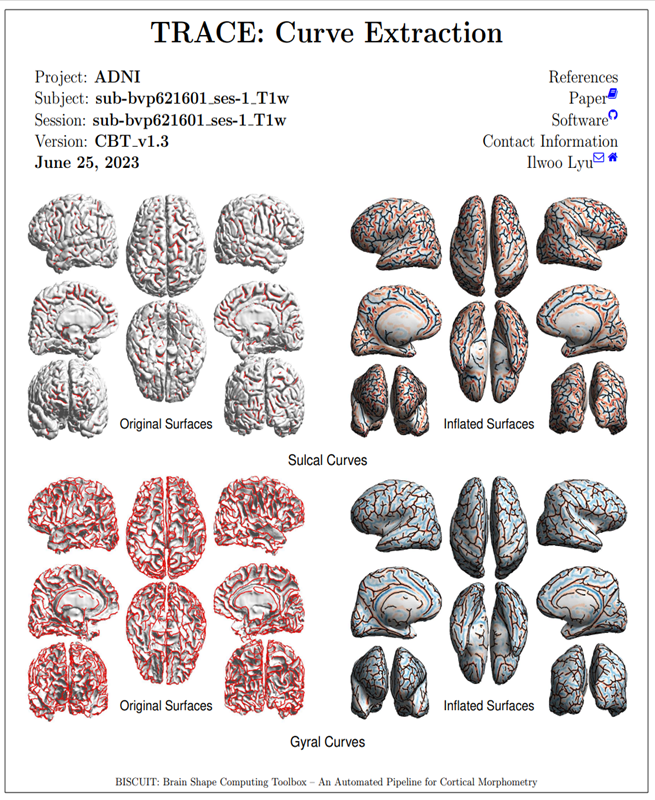 TRACE: Curve Extraction
Project: ADNI
Subject: sub-bvp621601_ses-1_T1w
Session: sub-bvp621601_ses-1_T1w
Version: CBT_v1.3
June 25, 2023
References
Paper
Software
Contact Information
Ilwoo Lyu
Original Surfaces
Inflated Surfaces
Sulcal Curves
Original Surfaces
Inflated Surfaces
Gyral Curves
BISCUIT: Brain Shape Computing Toolbox – An Automated Pipeline for Cortical Morphometry